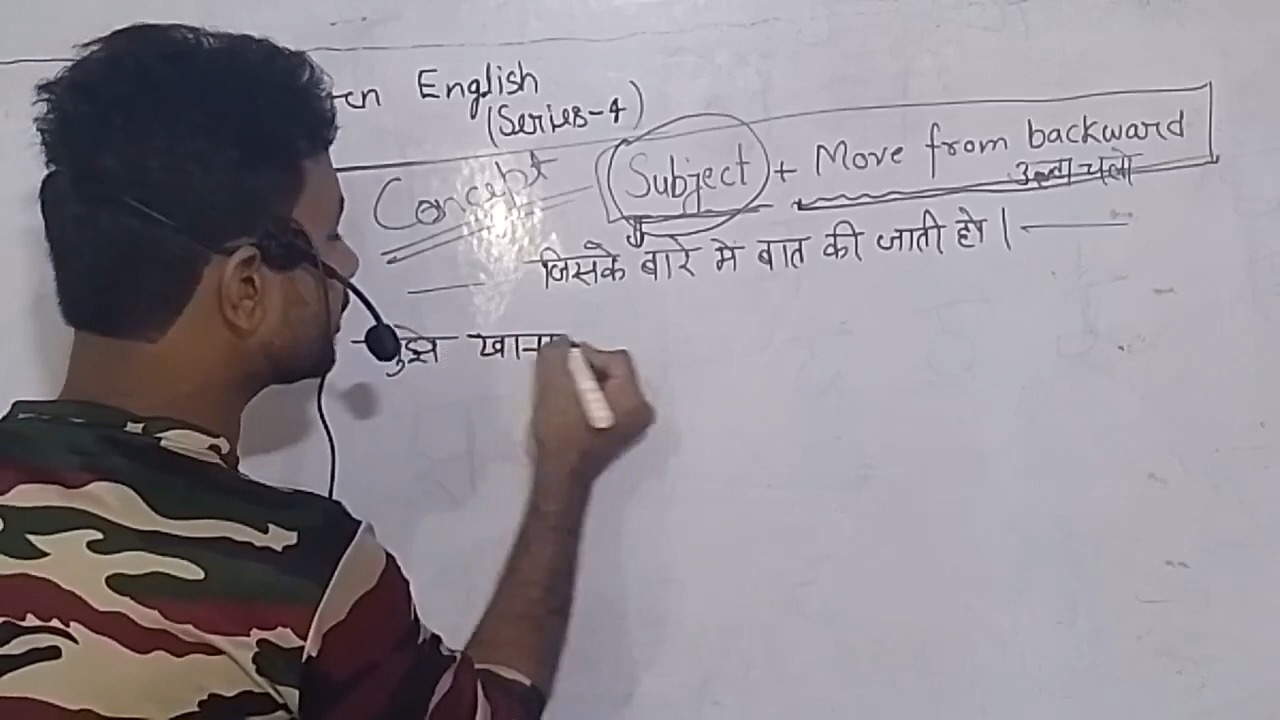 English
(Series-4)
Concept
Subject + Move from backward
उल्टा चलो
जिसके बारे मे बात की जाती हो |
खाना